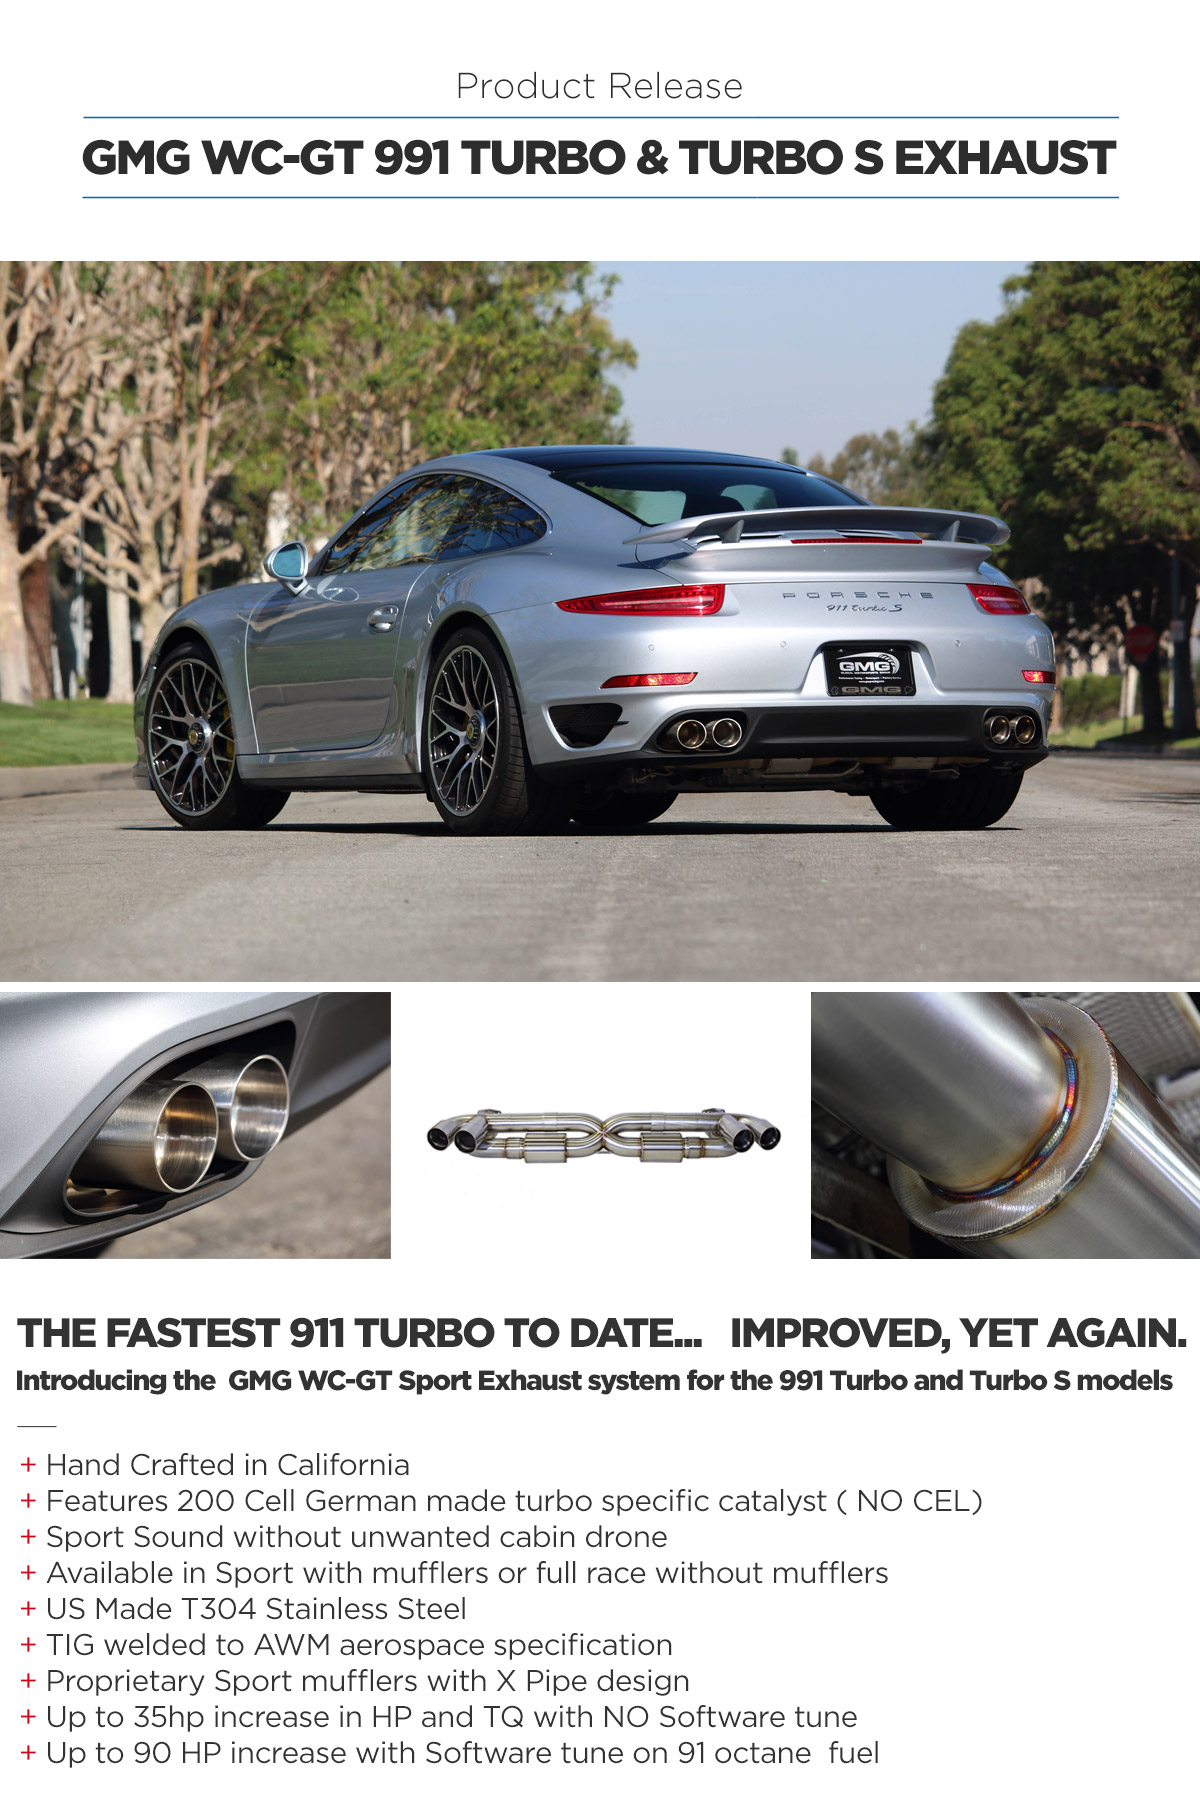 Product Release
GMG WC-GT 991 TURBO & TURBO S EXHAUST
PORSCHE
911 Turbo S
GMG
GMG
THE FASTEST 911 TURBO TO DATE...   IMPROVED, YET AGAIN.
Introducing the  GMG WC-GT Sport Exhaust system for the 991 Turbo and Turbo S models
+ Hand Crafted in California
+ Features 200 Cell German made turbo specific catalyst ( NO CEL)
+ Sport Sound without unwanted cabin drone
+ Available in Sport with mufflers or full race without mufflers
+ US Made T304 Stainless Steel
+ TIG welded to AWM aerospace specification
+ Proprietary Sport mufflers with X Pipe design
+ Up to 35hp increase in HP and TQ with NO Software tune
+ Up to 90 HP increase with Software tune on 91 octane  fuel